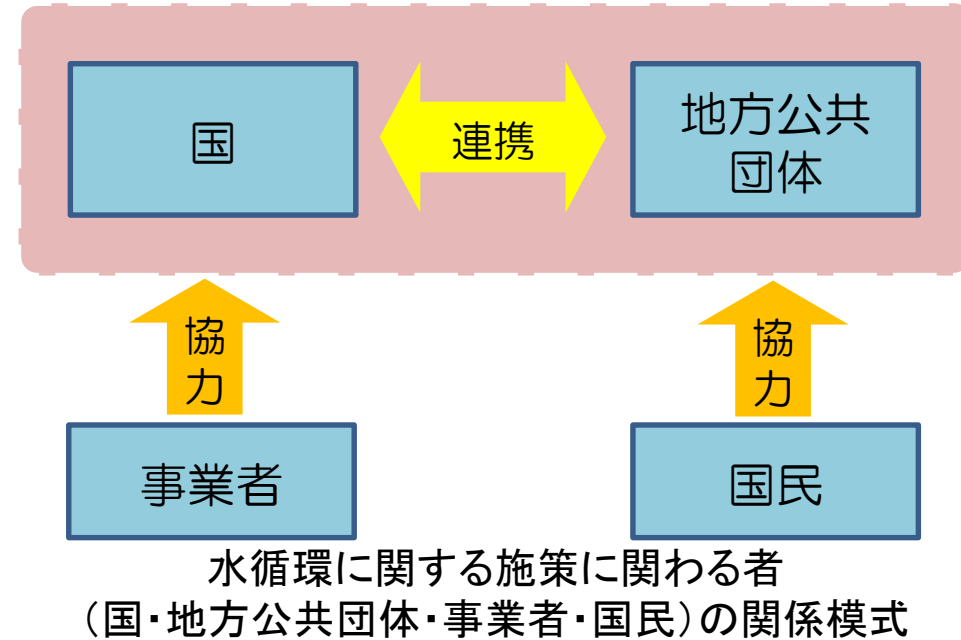 国
連携
地方公共
団体
協
力
協
力
事業者
国民
水循環に関する施策に関わる者
（国・地方公共団体・事業者・国民）の関係模式